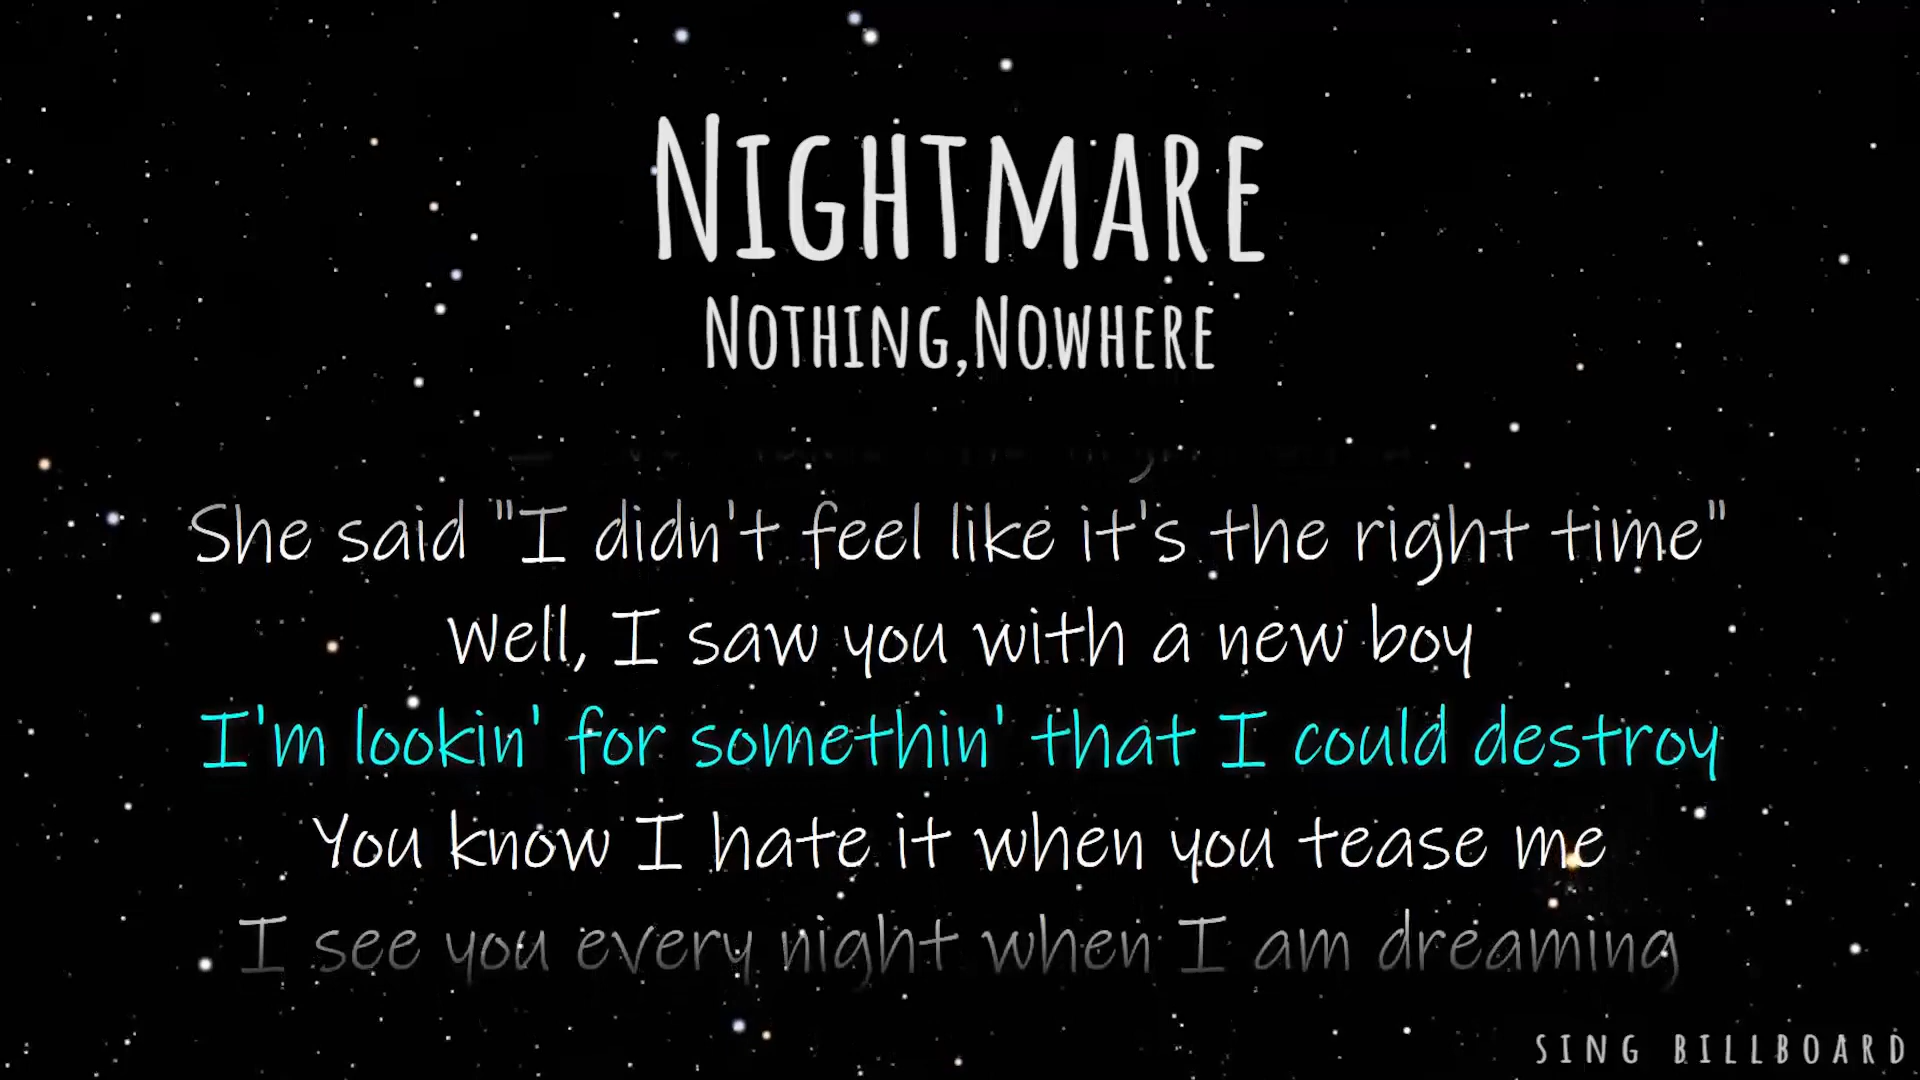 Nightmare
Nothing,Nowhere
She said "I didn't feel like it's the right time"
Well, I saw you with a new boy
I'm lookin' for somethin' that I could destroy
You know I hate it when you tease me
I see you every night when I am dreaming
SING BILLBOARD